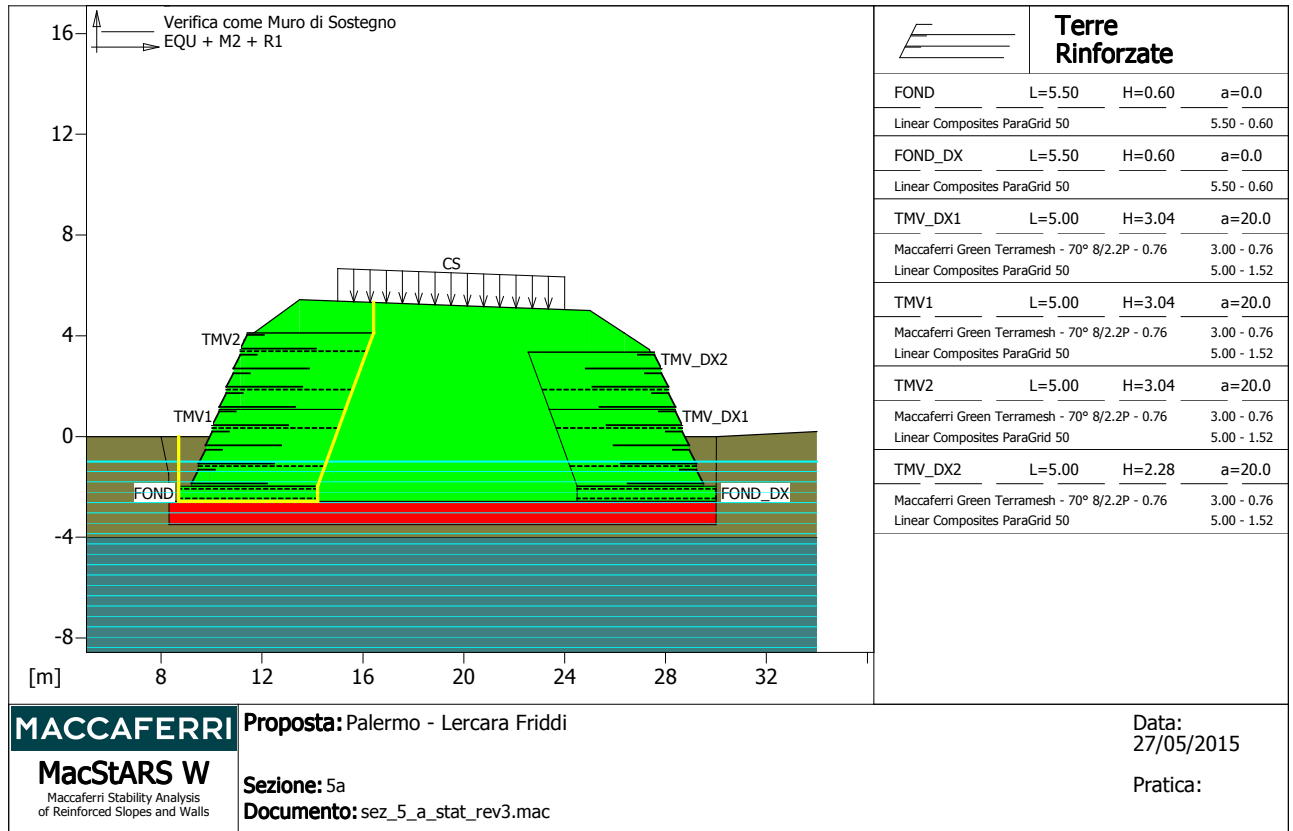 Verifica come Muro di Sostegno
EQU + M2 + R1
16
12
8
4
0
-4
-8
[m]
8
12
16
20
24
28
32
CS
TMV2
TMV1
FOND
TMV_DX2
TMV_DX1
FOND_DX
Terre
Rinforzate
FOND L=5.50 H=0.60 a=0.0
Linear Composites ParaGrid 50 5.50 - 0.60
FOND_DX L=5.50 H=0.60 a=0.0
Linear Composites ParaGrid 50 5.50 - 0.60
TMV_DX1 L=5.00 H=3.04 a=20.0
Maccaferri Green Terramesh - 70° 8/2.2P - 0.76 3.00 - 0.76
Linear Composites ParaGrid 50 5.00 - 1.52
TMV1 L=5.00 H=3.04 a=20.0
Maccaferri Green Terramesh - 70° 8/2.2P - 0.76 3.00 - 0.76
Linear Composites ParaGrid 50 5.00 - 1.52
TMV2 L=5.00 H=3.04 a=20.0
Maccaferri Green Terramesh - 70° 8/2.2P - 0.76 3.00 - 0.76
Linear Composites ParaGrid 50 5.00 - 1.52
TMV_DX2 L=5.00 H=2.28 a=20.0
Maccaferri Green Terramesh - 70° 8/2.2P - 0.76 3.00 - 0.76
Linear Composites ParaGrid 50 5.00 - 1.52
MACCAFERRI
MacStARS W
Maccaferri Stability Analysis
of Reinforced Slopes and Walls
Proposta: Palermo - Lercara Friddi
Sezione: 5a
Documento: sez_5_a_stat_rev3.mac
Data:
27/05/2015
Pratica: